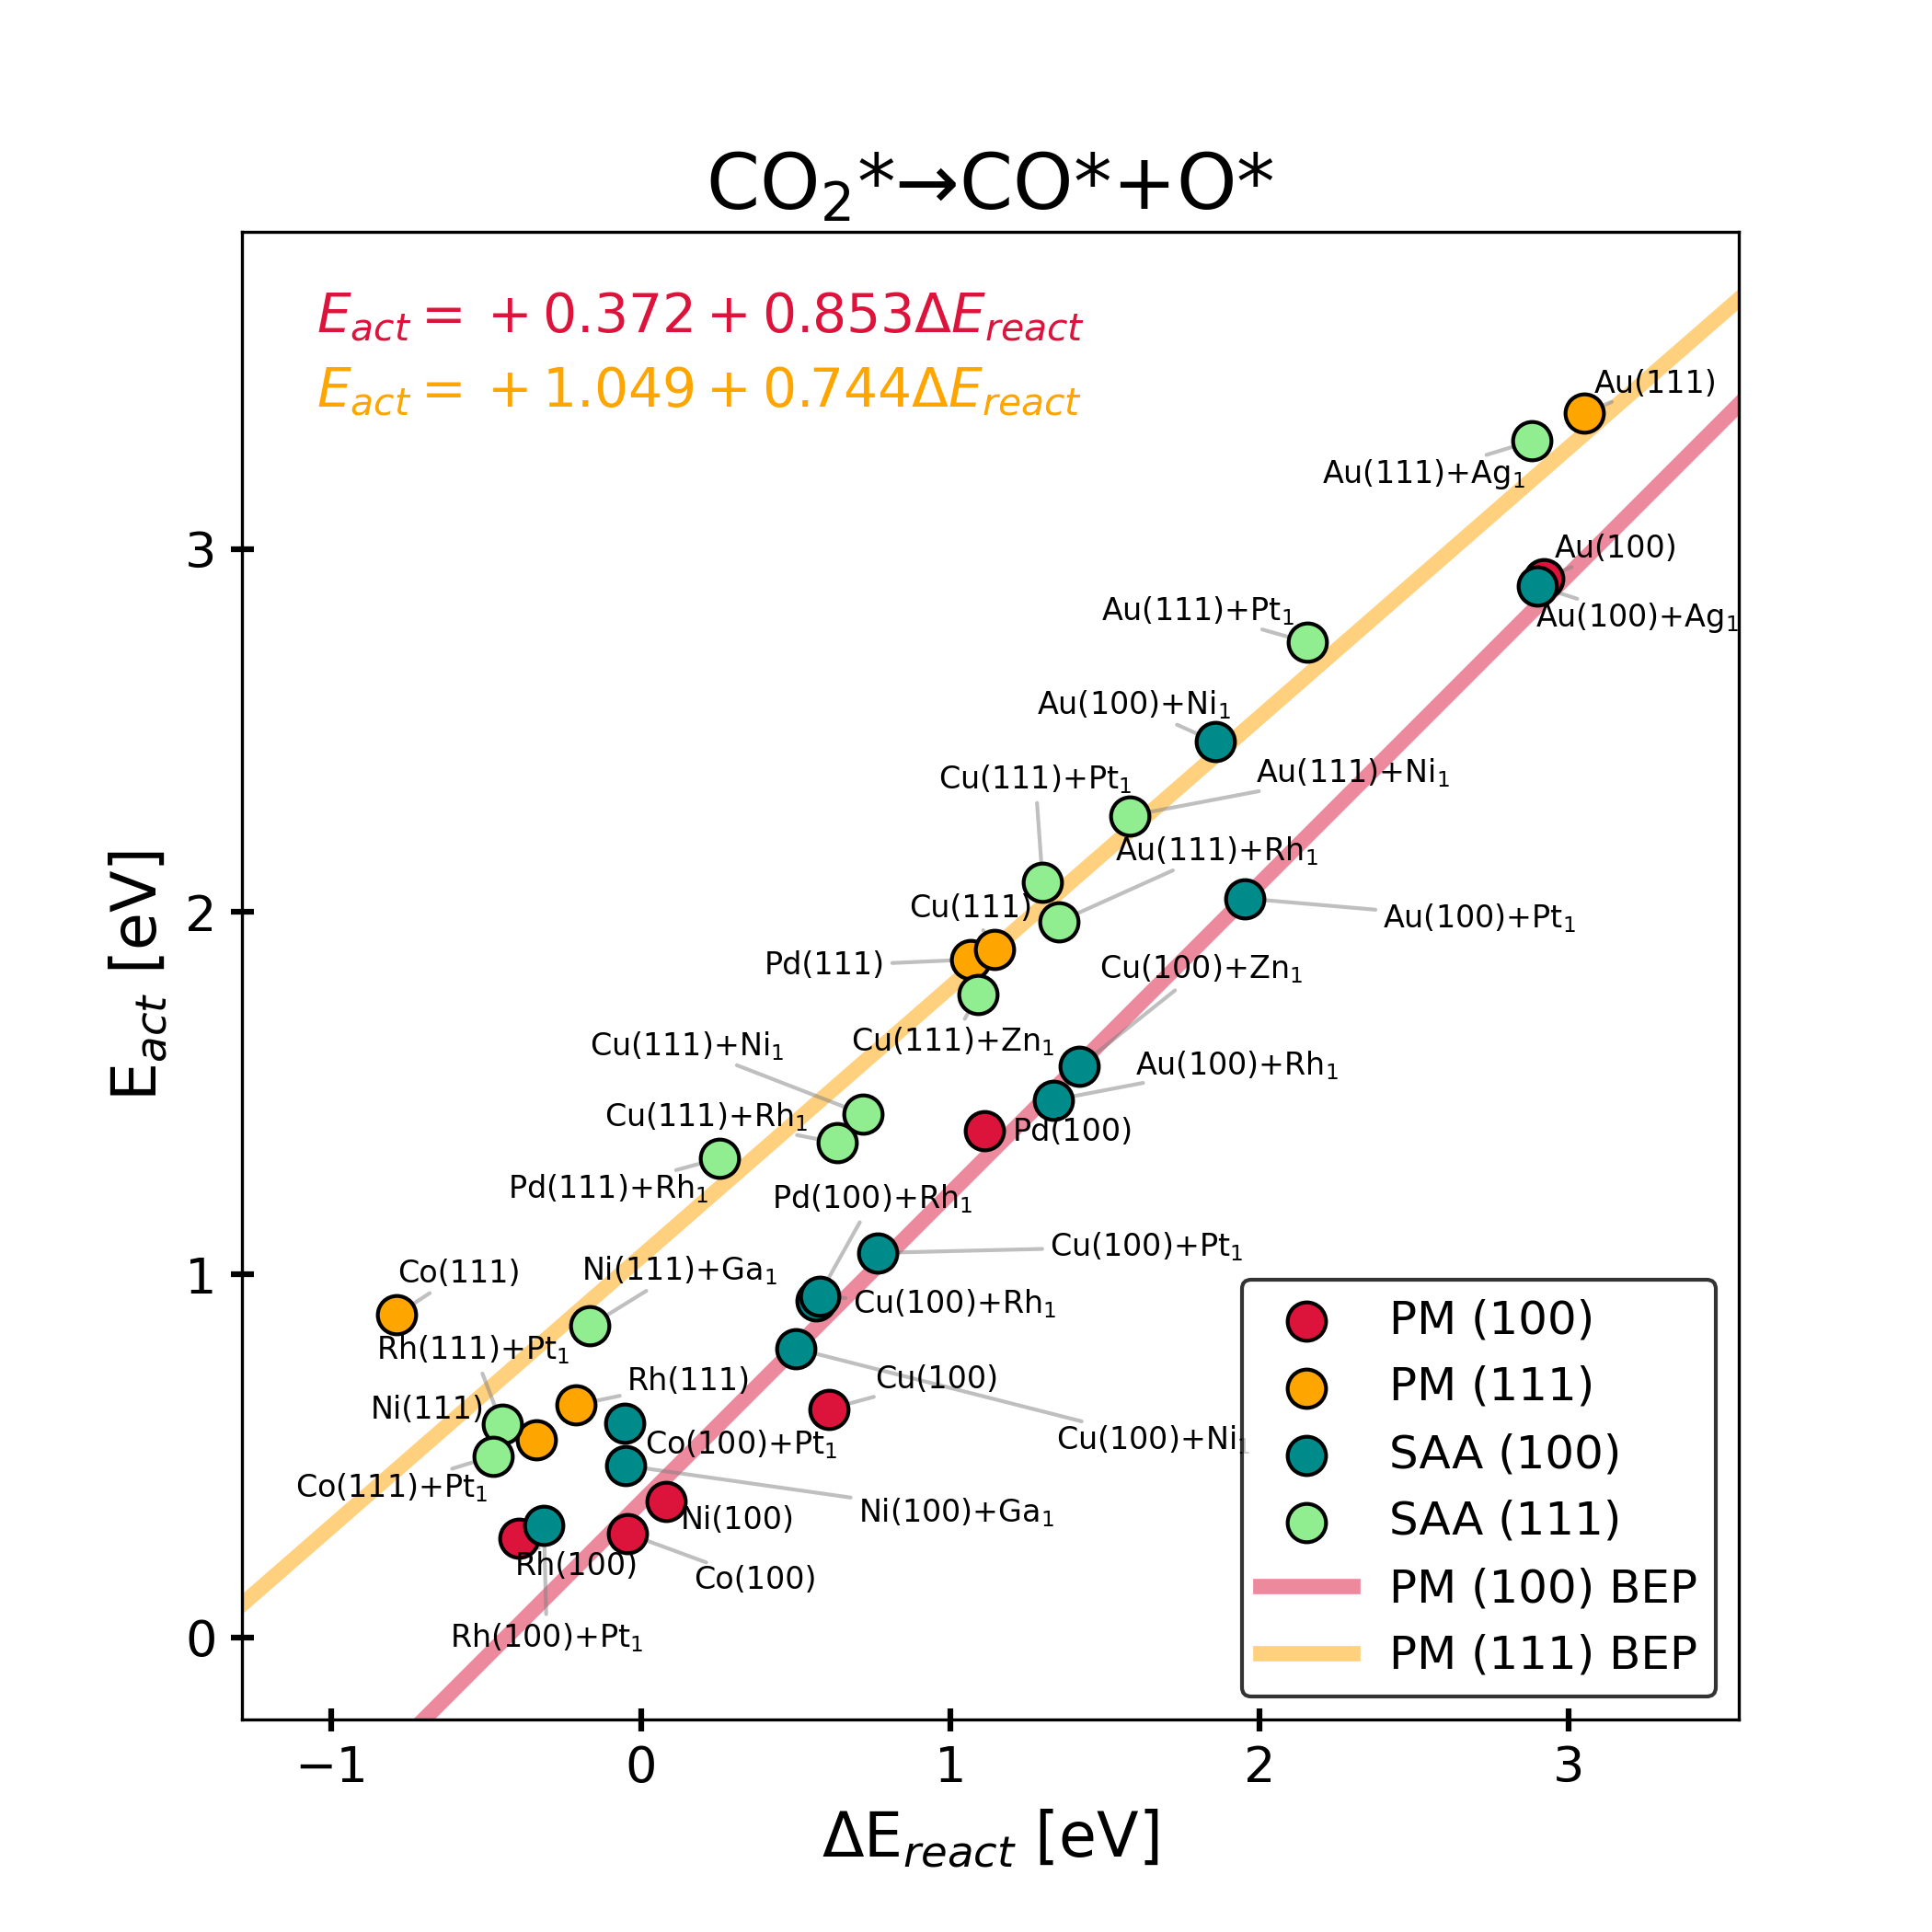 CO₂*→CO*+O*
E_act = +0.372+0.853ΔE_react
E_act = +1.049+0.744ΔE_react
Au(111)
Au(111)+Ag₁
Au(100)
Au(100)+Ag₁
Au(111)+Pt₁
Au(100)+Ni₁
Au(111)+Ni₁
Cu(111)+Pt₁
Au(111)+Rh₁
Cu(111)
Au(100)+Pt₁
Pd(111)
Cu(100)+Zn₁
Cu(111)+Zn₁
Cu(111)+Ni₁
Au(100)+Rh₁
Cu(111)+Rh₁
Pd(100)
Pd(111)+Rh₁
Pd(100)+Rh₁
Cu(100)+Pt₁
Co(111)
Ni(111)+Ga₁
Cu(100)+Rh₁
Rh(111)+Pt₁
Rh(111)
Cu(100)
Ni(111)
Co(100)+Pt₁
Cu(100)+Ni₁
Co(111)+Pt₁
Ni(100)+Ga₁
Ni(100)
Rh(100)
Co(100)
Rh(100)+Pt₁
PM (100)
PM (111)
SAA (100)
SAA (111)
PM (100) BEP
PM (111) BEP
3
2
1
0
−1 0 1 2 3
E_act [eV]
ΔE_react [eV]